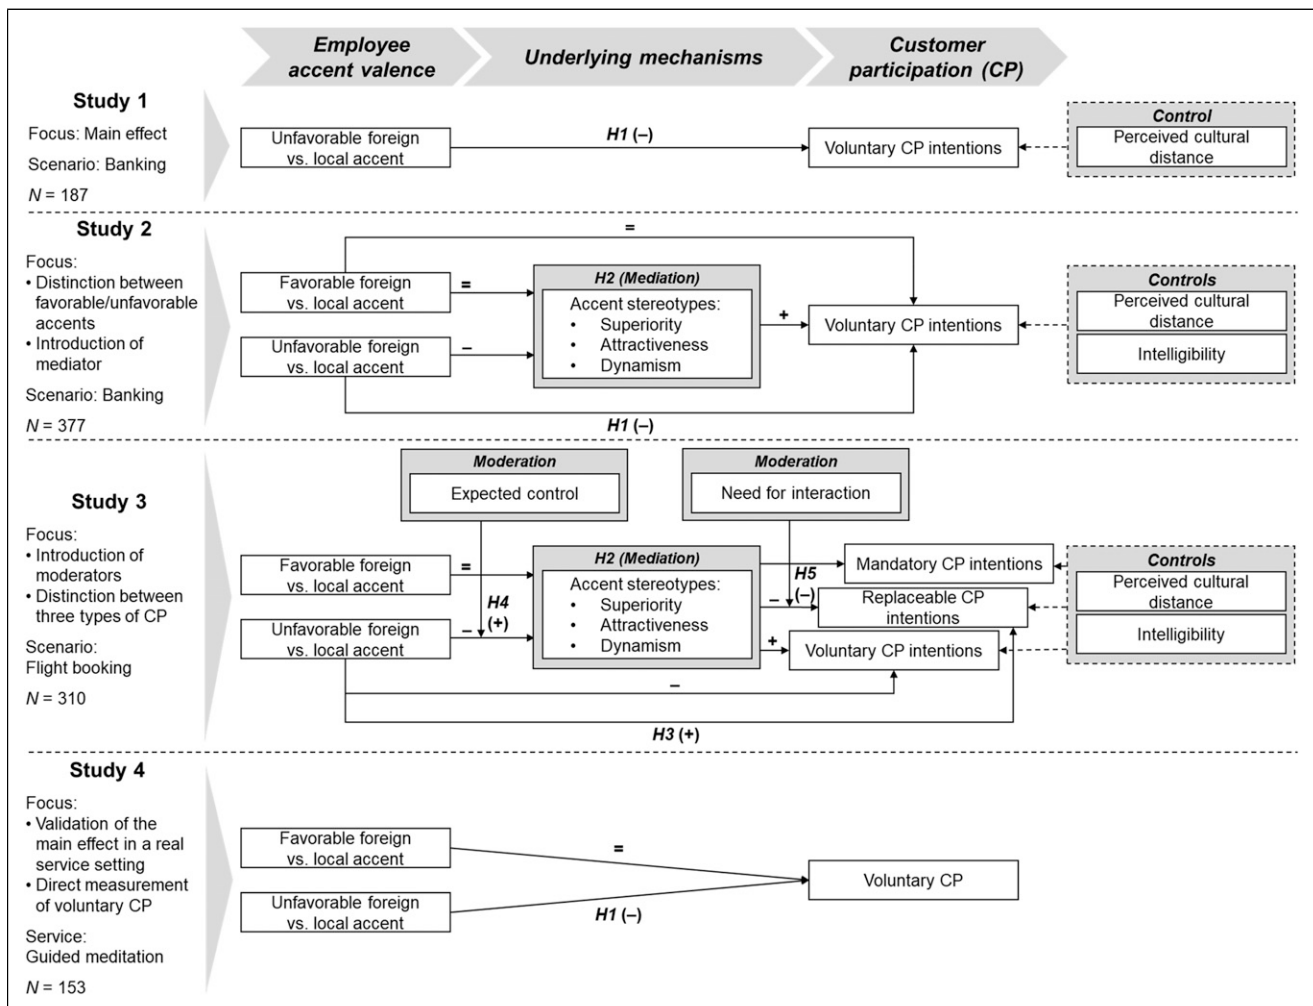 Employee
accent valence
Underlying mechanisms
Customer
participation (CP)
Study 1
Focus: Main effect
Scenario: Banking
N = 187
Unfavorable foreign
vs. local accent
H1 (–)
Voluntary CP intentions
Control
Perceived cultural
distance
Study 2
Focus:
• Distinction between
favorable/unfavorable
accents
• Introduction of
mediator
Scenario: Banking
N = 377
=
Favorable foreign
vs. local accent
=
Unfavorable foreign
vs. local accent
–
H2 (Mediation)
Accent stereotypes:
• Superiority
• Attractiveness
• Dynamism
+
Voluntary CP intentions
H1 (–)
Controls
Perceived cultural
distance
Intelligibility
Study 3
Focus:
• Introduction of
moderators
• Distinction between
three types of CP
Scenario:
Flight booking
N = 310
Moderation
Expected control
Moderation
Need for interaction
Favorable foreign
vs. local accent
=
Unfavorable foreign
vs. local accent
–
H4
(+)
H2 (Mediation)
Accent stereotypes:
• Superiority
• Attractiveness
• Dynamism
H5
(–)
–
+
Mandatory CP intentions
Replaceable CP
intentions
Voluntary CP intentions
–
H3 (+)
Controls
Perceived cultural
distance
Intelligibility
Study 4
Focus:
• Validation of the
main effect in a real
service setting
• Direct measurement
of voluntary CP
Service:
Guided meditation
N = 153
Favorable foreign
vs. local accent
=
Unfavorable foreign
vs. local accent
H1 (–)
Voluntary CP